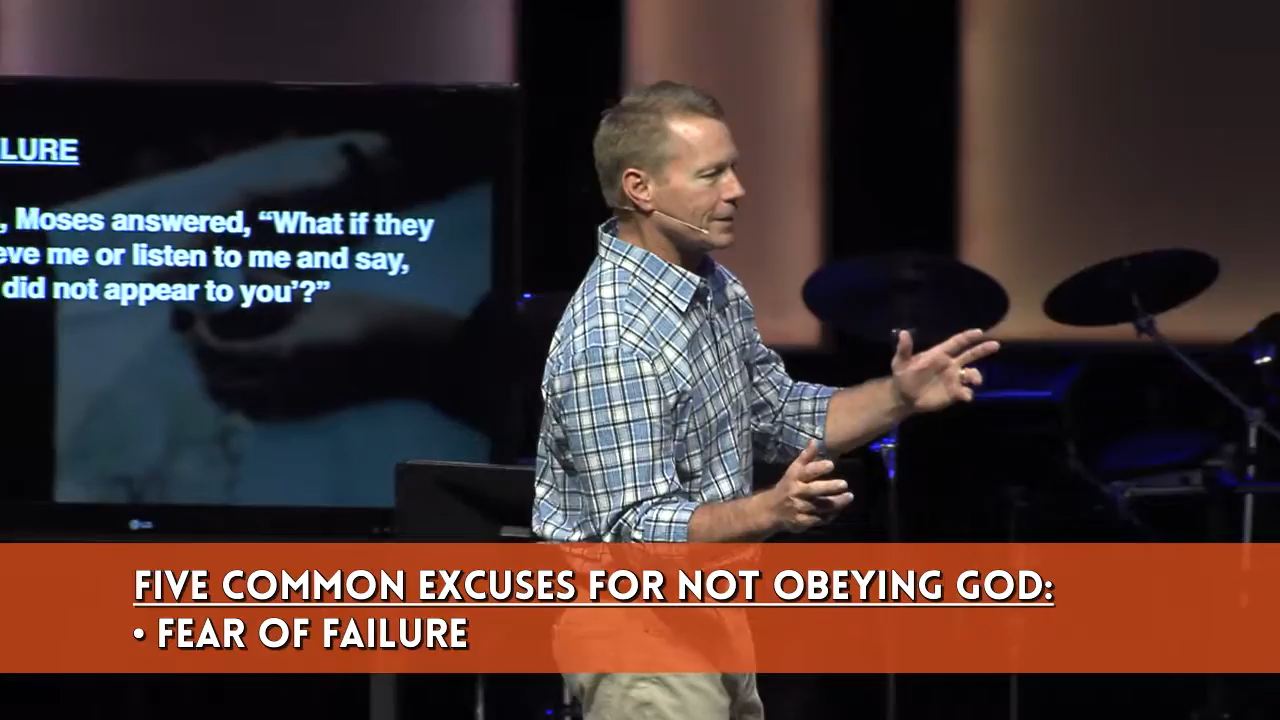 LURE
, Moses answered, “What if they
eve me or listen to me and say,
did not appear to you’?”
LG
FIVE COMMON EXCUSES FOR NOT OBEYING GOD:
• FEAR OF FAILURE